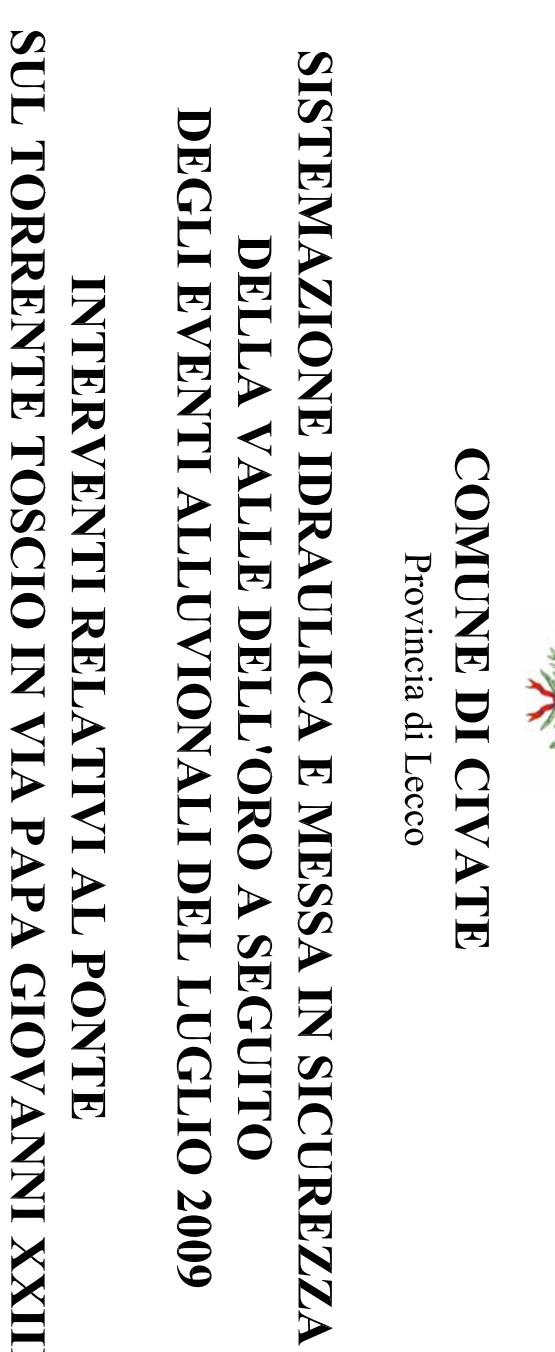 COMUNE DI CIVATE
Provincia di Lecco
SISTEMAZIONE IDRAULICA E MESSA IN SICUREZZA
DELLA VALLE DELL'ORO A SEGUITO
DEGLI EVENTI ALLUVIONALI DEL LUGLIO 2009
INTERVENTI RELATIVI AL PONTE
SUL TORRENTE TOSCIO IN VIA PAPA GIOVANNI XXIII